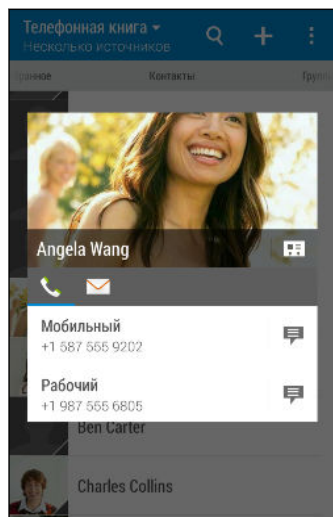 Телефонная книга
Несколько источников
Контакты
Angela Wang
Мобильный
+1 587 555 9202
Рабочий
+1 987 555 6805
Ben Carter
Charles Collins